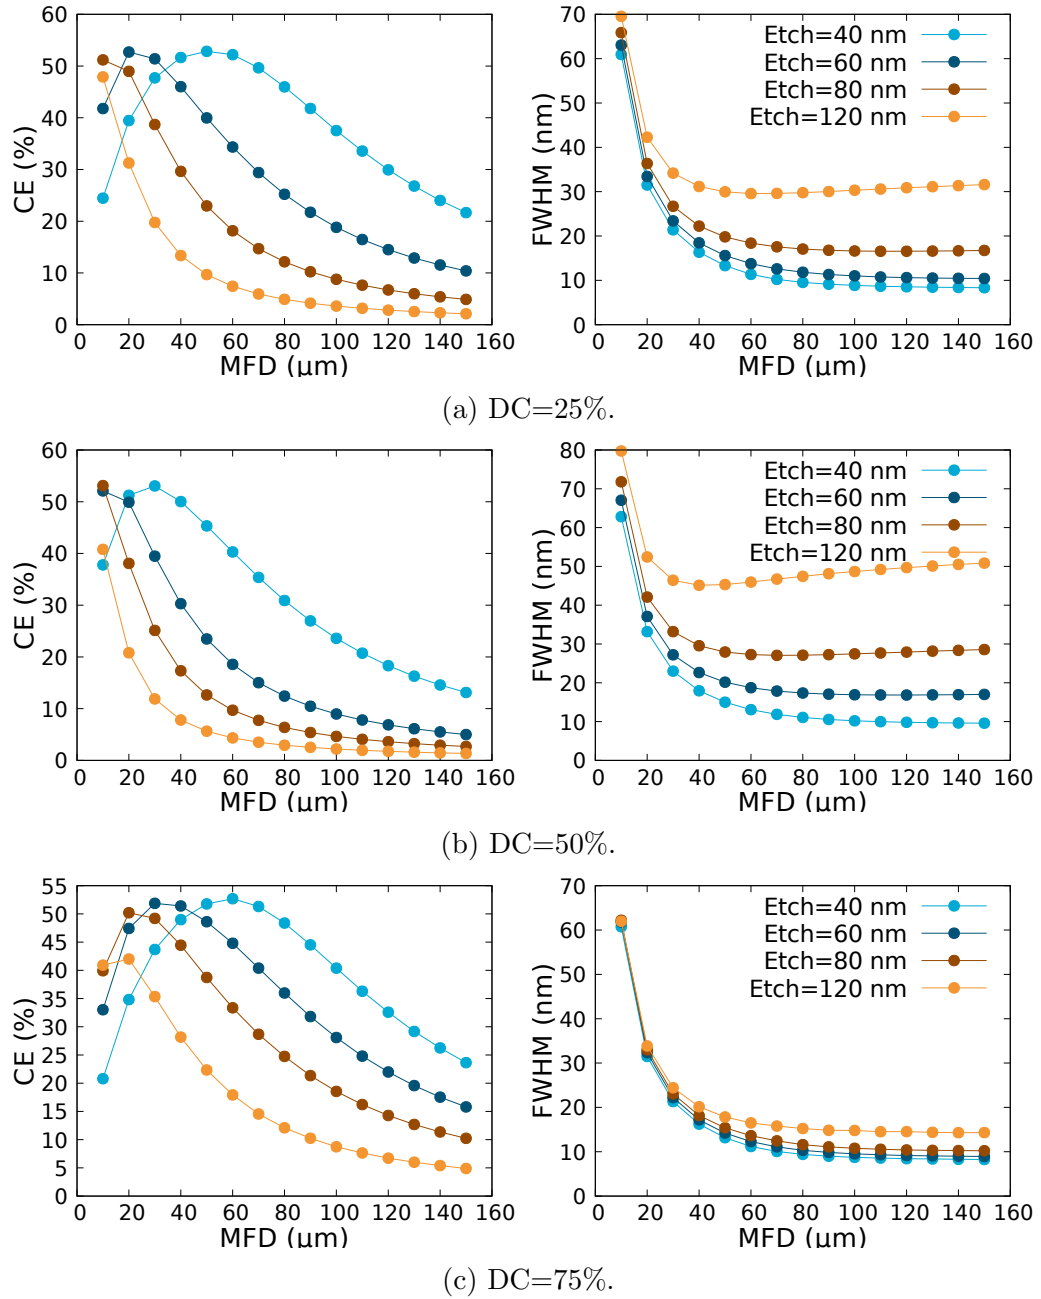 70
60
50
40
30
20
10
0
CE (%)
0 20 40 60 80 100 120 140 160
MFD (μm)
70
60
50
40
30
20
10
0
FWHM (nm)
0 20 40 60 80 100 120 140 160
MFD (μm)
Etch=40 nm
Etch=60 nm
Etch=80 nm
Etch=120 nm
(a) DC=25%.
60
50
40
30
20
10
0
CE (%)
0 20 40 60 80 100 120 140 160
MFD (μm)
80
70
60
50
40
30
20
10
0
FWHM (nm)
0 20 40 60 80 100 120 140 160
MFD (μm)
Etch=40 nm
Etch=60 nm
Etch=80 nm
Etch=120 nm
(b) DC=50%.
55
50
45
40
35
30
25
20
15
10
5
0
CE (%)
0 20 40 60 80 100 120 140 160
MFD (μm)
70
60
50
40
30
20
10
0
FWHM (nm)
0 20 40 60 80 100 120 140 160
MFD (μm)
Etch=40 nm
Etch=60 nm
Etch=80 nm
Etch=120 nm
(c) DC=75%.